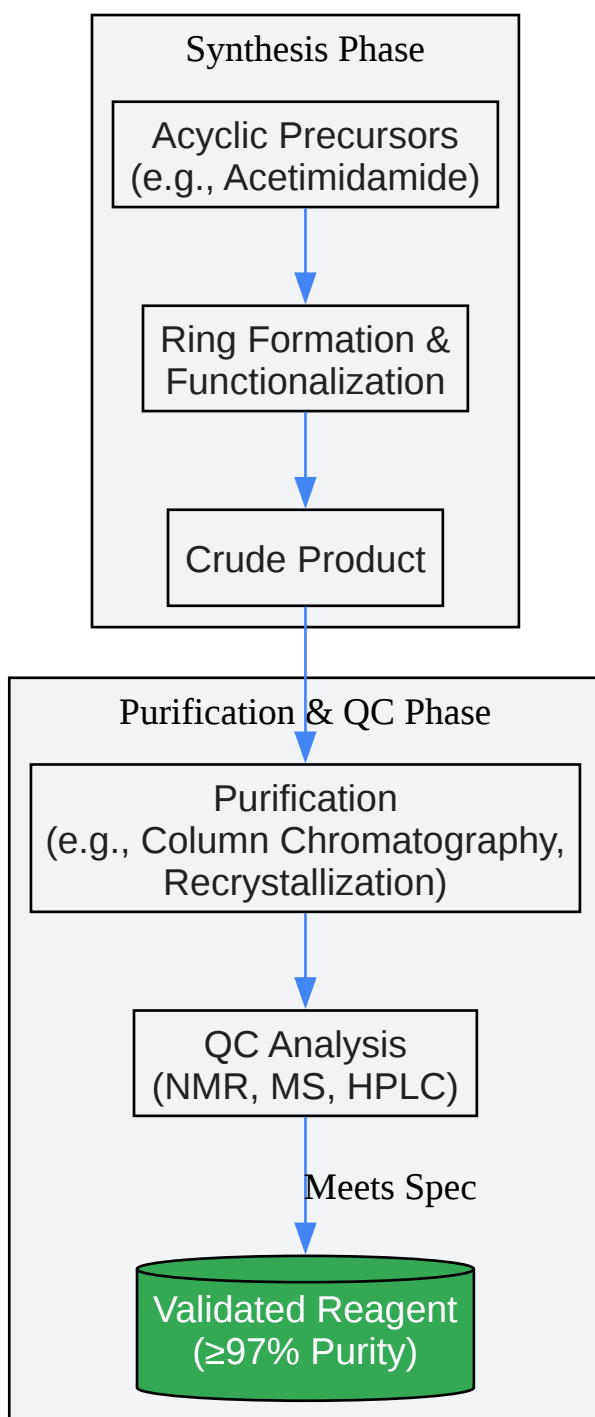 Synthesis Phase
Acyclic Precursors
(e.g., Acetimidamide)
Ring Formation &
Functionalization
Crude Product
Purification & QC Phase
Purification
(e.g., Column Chromatography,
Recrystallization)
QC Analysis
(NMR, MS, HPLC)
Meets Spec
Validated Reagent
(≥97% Purity)